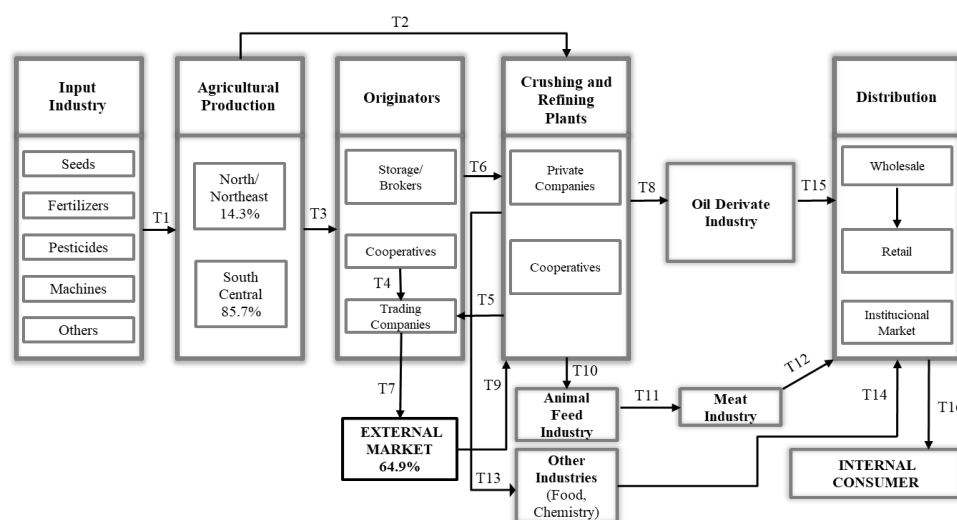 T2
Input
Industry
Agricultural
Production
Originators
Crushing and
Refining
Plants
Distribution
Seeds
Fertilizers
Pesticides
Machines
Others
T1
North/
Northeast
14.3%
South
Central
85.7%
T3
Storage/
Brokers
Cooperatives
T4
Trading
Companies
T6
T5
Private
Companies
Cooperatives
T8
Oil Derivate
Industry
T15
Wholesale
Retail
Institucional
Market
T7
T9
T10
T12
T14
T16
EXTERNAL
MARKET
64.9%
Animal
Feed
Industry
T11
Meat
Industry
T13
Other
Industries
(Food,
Chemistry)
INTERNAL
CONSUMER